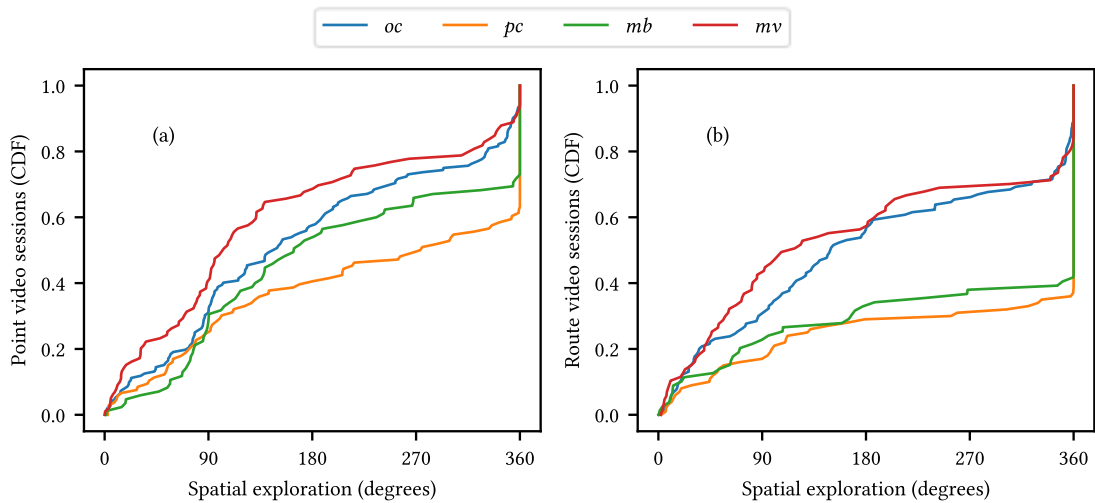 oc pc mb mv
(a)
Point video sessions (CDF)
0.0
0.2
0.4
0.6
0.8
1.0
0 90 180 270 360
Spatial exploration (degrees)
(b)
Route video sessions (CDF)
0.0
0.2
0.4
0.6
0.8
1.0
0 90 180 270 360
Spatial exploration (degrees)